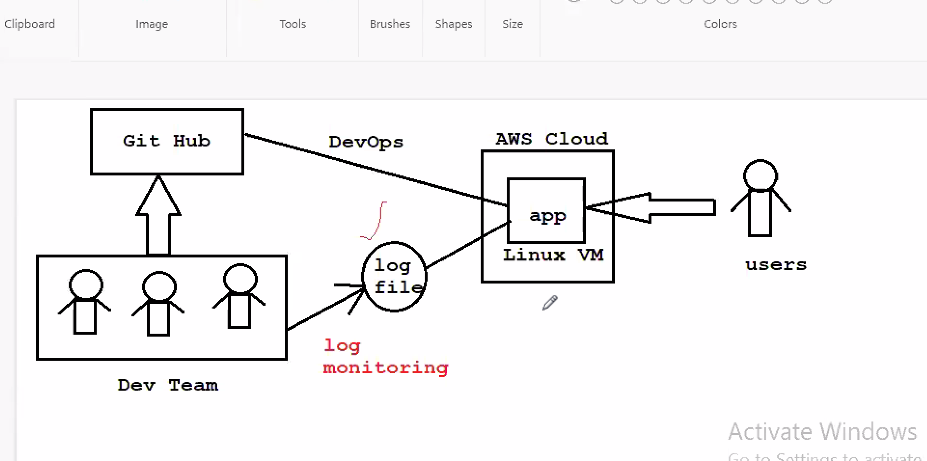 Clipboard
Image
Tools
Brushes
Shapes
Size
Colors
Git Hub
DevOps
AWS Cloud
app
Linux VM
users
log
file
log
monitoring
Dev Team
Activate Windows
Go to Settings to activate